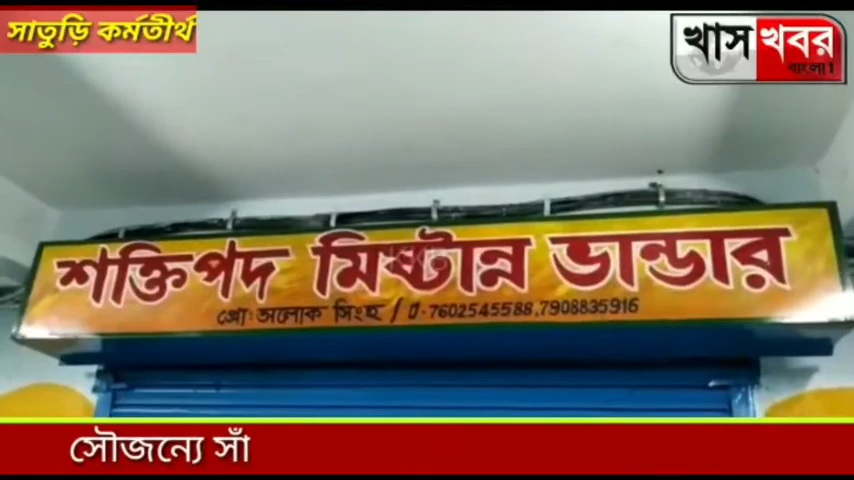 সাতুড়ি কর্মতীর্থ
খাস খবর
বাংলা
শক্তিপদ মিষ্টান্ন ভান্ডার
প্রোঃ অলোক সিংহ / 7602545588,7908835916
সৌজন্যে সাঁ